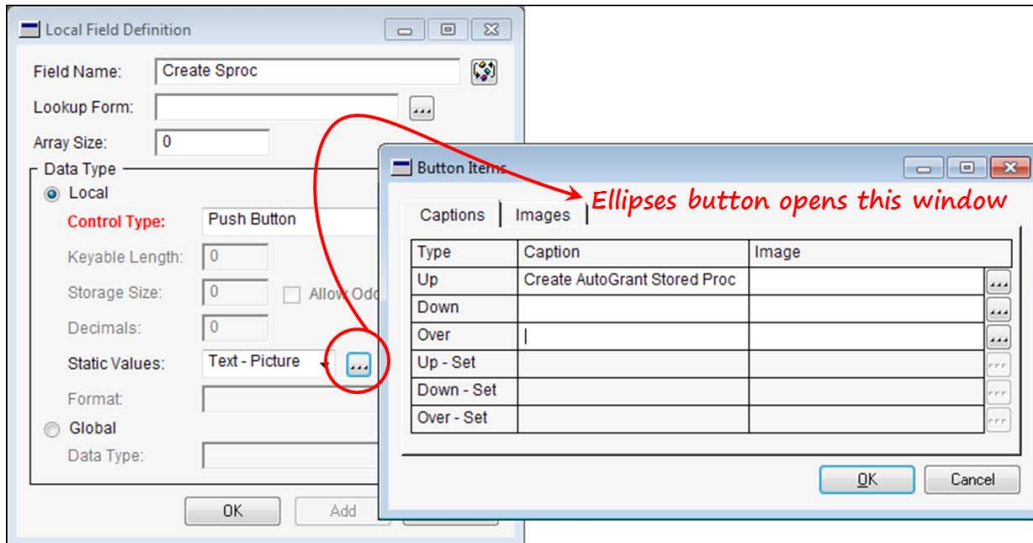 Local Field Definition
Field Name: Create Sproc
Lookup Form: ...
Array Size: 0
Data Type
Local
Control Type: Push Button
Keyable Length: 0
Storage Size: 0 Allow Odd
Decimals: 0
Static Values: Text - Picture ...
Format:
Global
Data Type:
OK Add
Button Items
Ellipses button opens this window
Captions Images
Type Caption Image
Up Create AutoGrant Stored Proc ...
Down ...
Over ...
Up - Set ...
Down - Set ...
Over - Set ...
OK Cancel